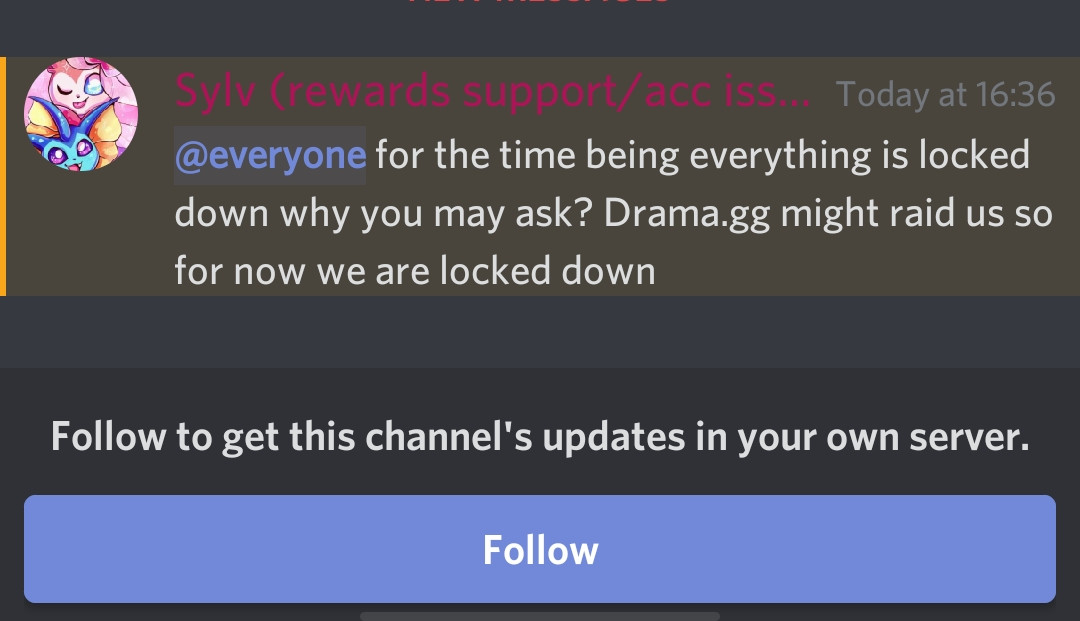 NEW MESSAGES
Sylv (rewards support/acc iss... Today at 16:36
@everyone for the time being everything is locked
down why you may ask? Drama.gg might raid us so
for now we are locked down
Follow to get this channel's updates in your own server.
Follow